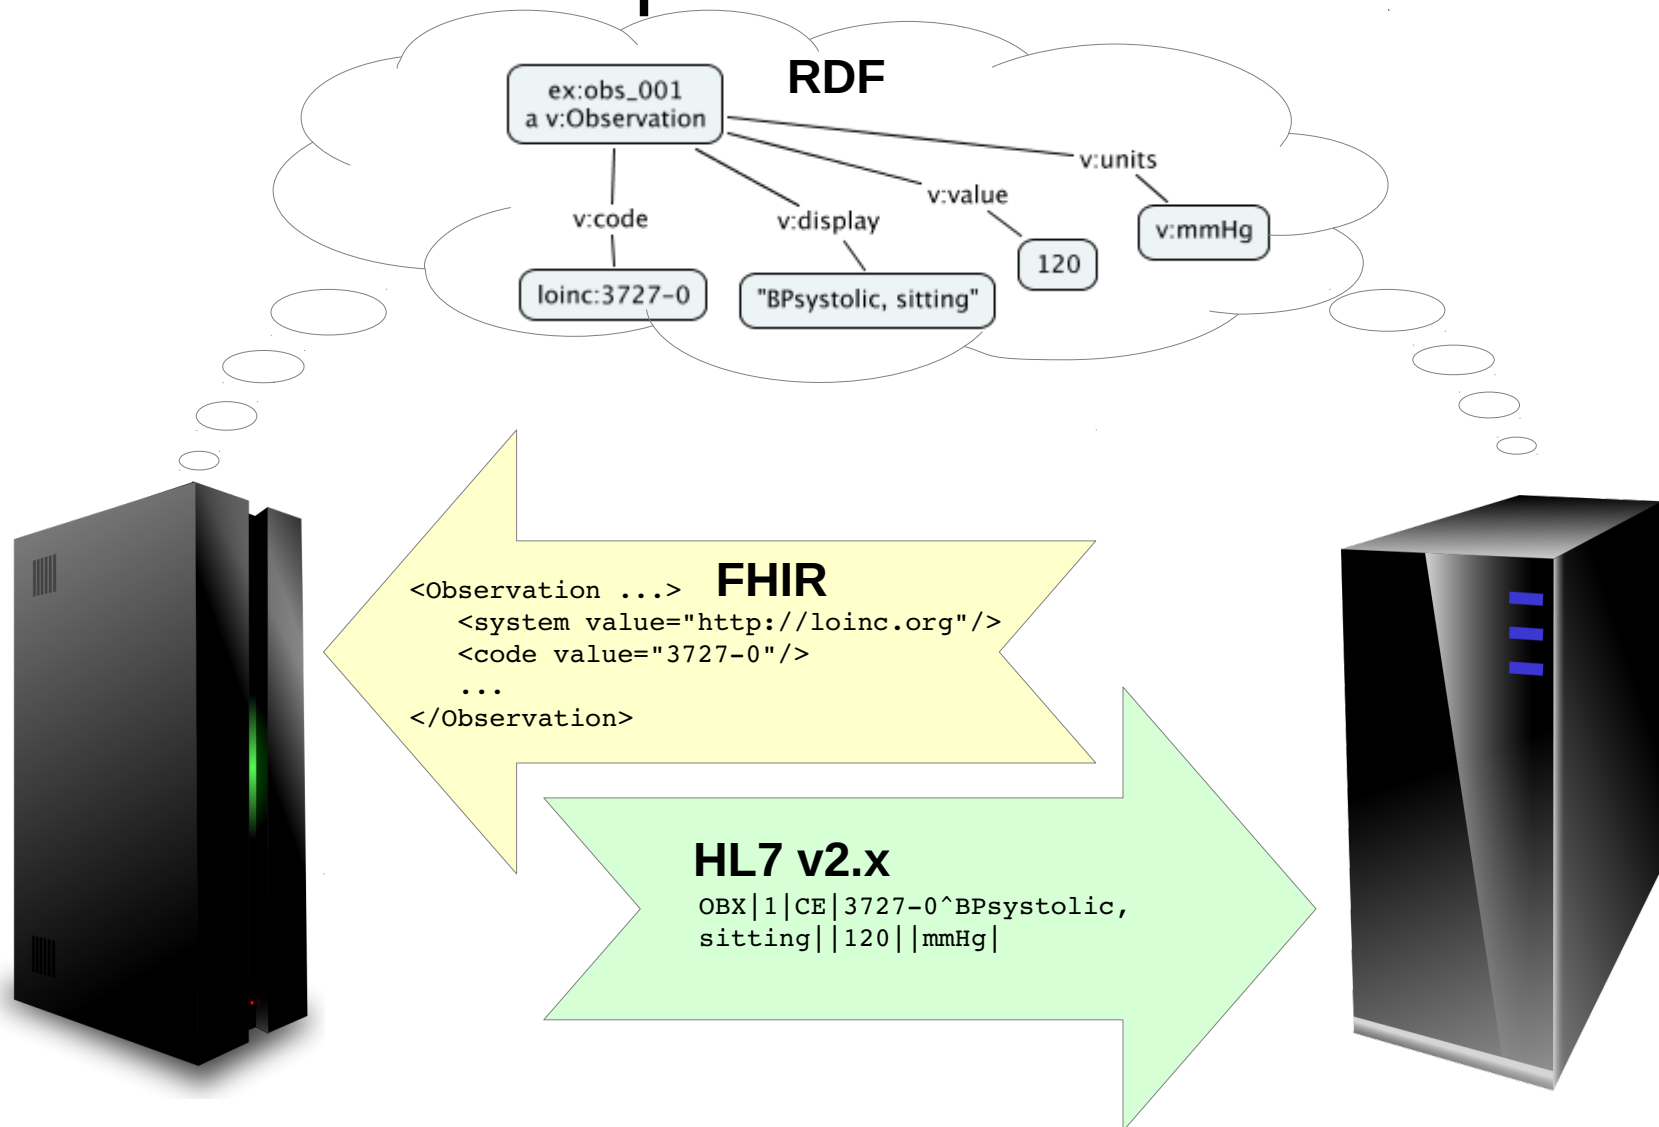 RDF
ex:obs_001
a v:Observation
v:units
v:value
v:code
v:display
v:mmHg
120
loinc:3727-0
"BPsystolic, sitting"
FHIR
<Observation ...>
<system value="http://loinc.org"/>
<code value="3727-0"/>
...
</Observation>
HL7 v2.x
OBX|1|CE|3727-0^BPsystolic,
sitting||120||mmHg|